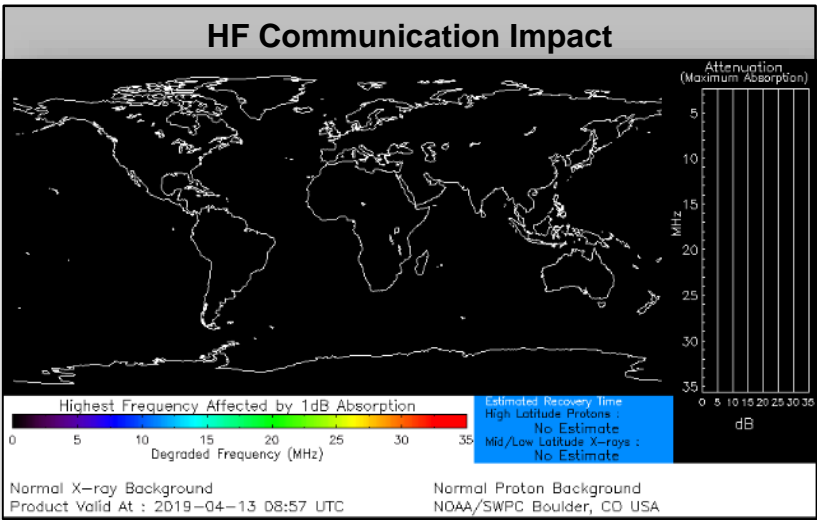 HF Communication Impact
Attenuation
(Maximum Absorption)
5
10
15
20
25
30
35
MHz
0 5 10 15 20 25 30 35
dB
Highest Frequency Affected by 1dB Absorption
0 5 10 15 20 25 30 35
Degraded Frequency (MHz)
Estimated Recovery Time
High Latitude Protons :
No Estimate
Mid/Low Latitude X-rays :
No Estimate
Normal X-ray Background
Product Valid At : 2019-04-13 08:57 UTC
Normal Proton Background
NOAA/SWPC Boulder, CO USA